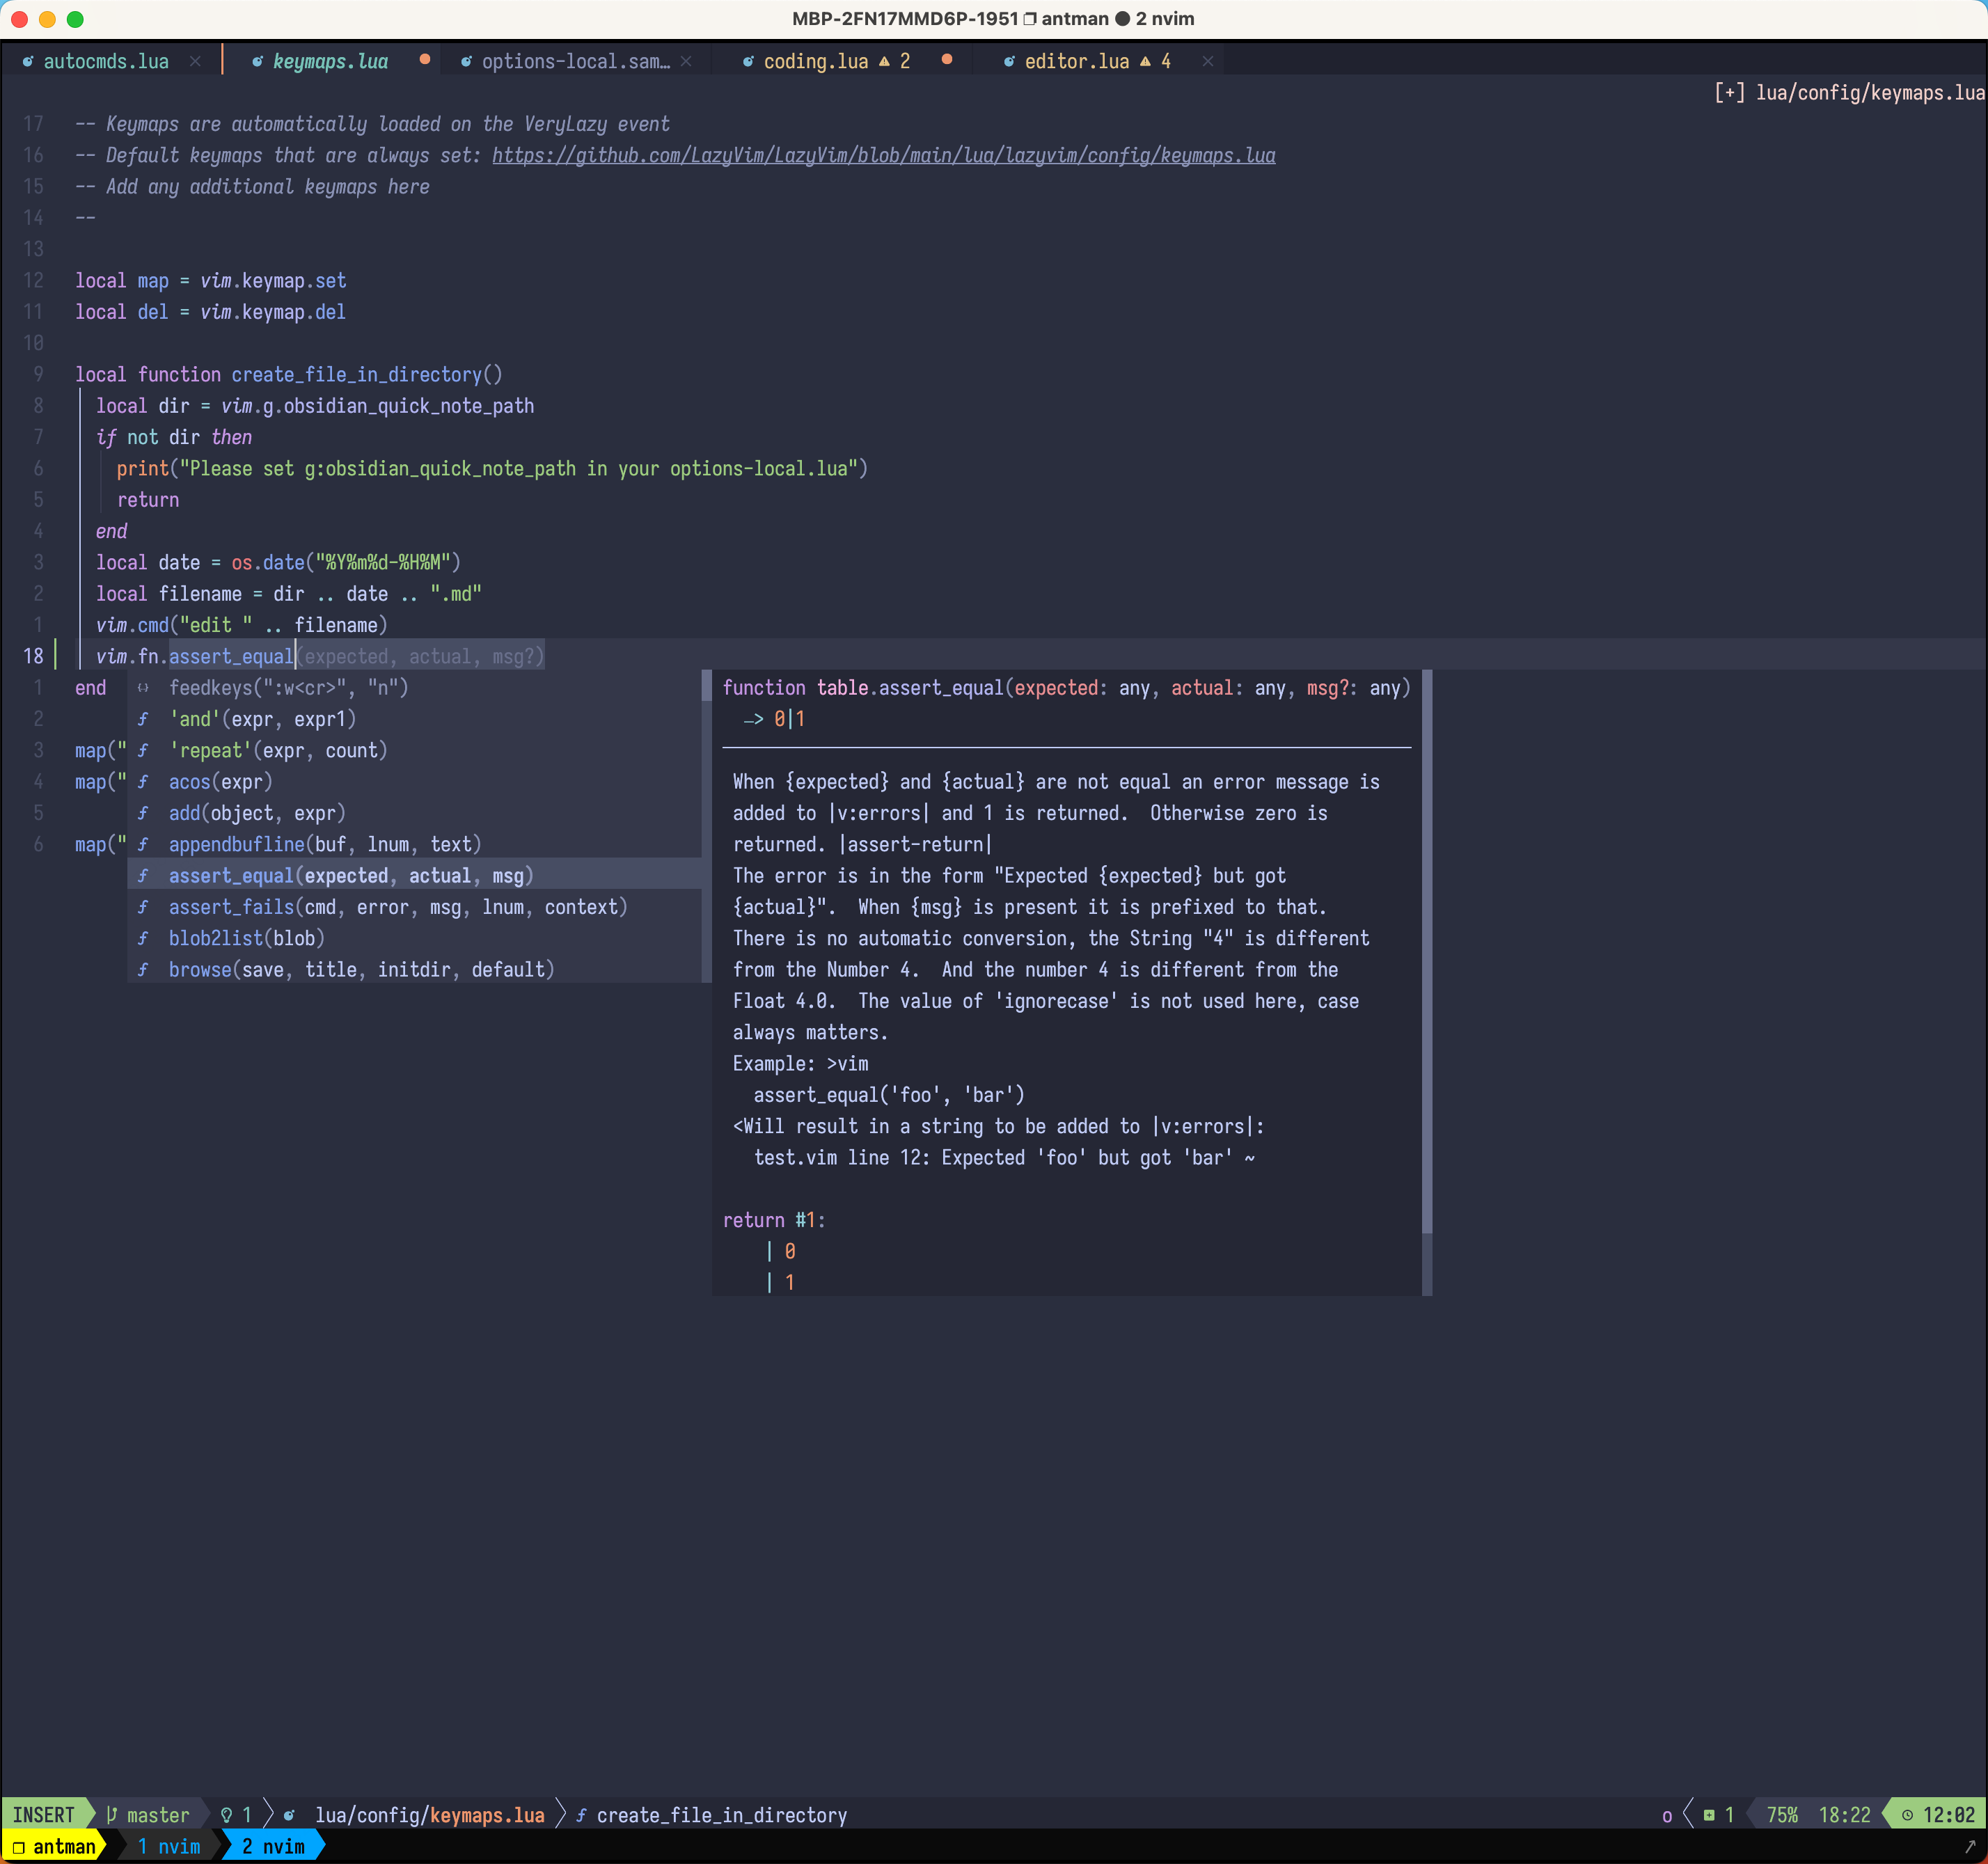 MBP-2FN17MMD6P-1951 ❐ antman ● 2 nvim
autocmds.lua × keymaps.lua ● options-local.sam… × coding.lua ▲ 2 ● editor.lua ▲ 4 ×
[+] lua/config/keymaps.lua
17 -- Keymaps are automatically loaded on the VeryLazy event
16 -- Default keymaps that are always set: https://github.com/LazyVim/LazyVim/blob/main/lua/lazyvim/config/keymaps.lua
15 -- Add any additional keymaps here
14 --
13
12 local map = vim.keymap.set
11 local del = vim.keymap.del
10
9 local function create_file_in_directory()
8 local dir = vim.g.obsidian_quick_note_path
7 if not dir then
6 print("Please set g:obsidian_quick_note_path in your options-local.lua")
5 return
4 end
3 local date = os.date("%Y%m%d-%H%M")
2 local filename = dir .. date .. ".md"
1 vim.cmd("edit " .. filename)
18 vim.fn.assert_equal(expected, actual, msg?)
1 end feedkeys(":w<cr>", "n")
2 f 'and'(expr, expr1)
3 map(" f 'repeat'(expr, count)
4 map(" f acos(expr)
5 f add(object, expr)
6 map(" f appendbufline(buf, lnum, text)
f assert_equal(expected, actual, msg)
f assert_fails(cmd, error, msg, lnum, context)
f blob2list(blob)
f browse(save, title, initdir, default)
function table.assert_equal(expected: any, actual: any, msg?: any)
—> 0|1
When {expected} and {actual} are not equal an error message is
added to |v:errors| and 1 is returned.  Otherwise zero is
returned. |assert-return|
The error is in the form "Expected {expected} but got
{actual}".  When {msg} is present it is prefixed to that.
There is no automatic conversion, the String "4" is different
from the Number 4.  And the number 4 is different from the
Float 4.0.  The value of 'ignorecase' is not used here, case
always matters.
Example: >vim
assert_equal('foo', 'bar')
<Will result in a string to be added to |v:errors|:
test.vim line 12: Expected 'foo' but got 'bar' ~
return #1:
| 0
| 1
INSERT master 1 lua/config/keymaps.lua f create_file_in_directory o 1 75% 18:22 12:02
❐ antman 1 nvim 2 nvim ↗